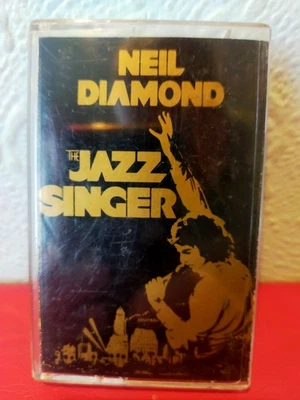 NEIL
DIAMOND
THE JAZZ
SINGER